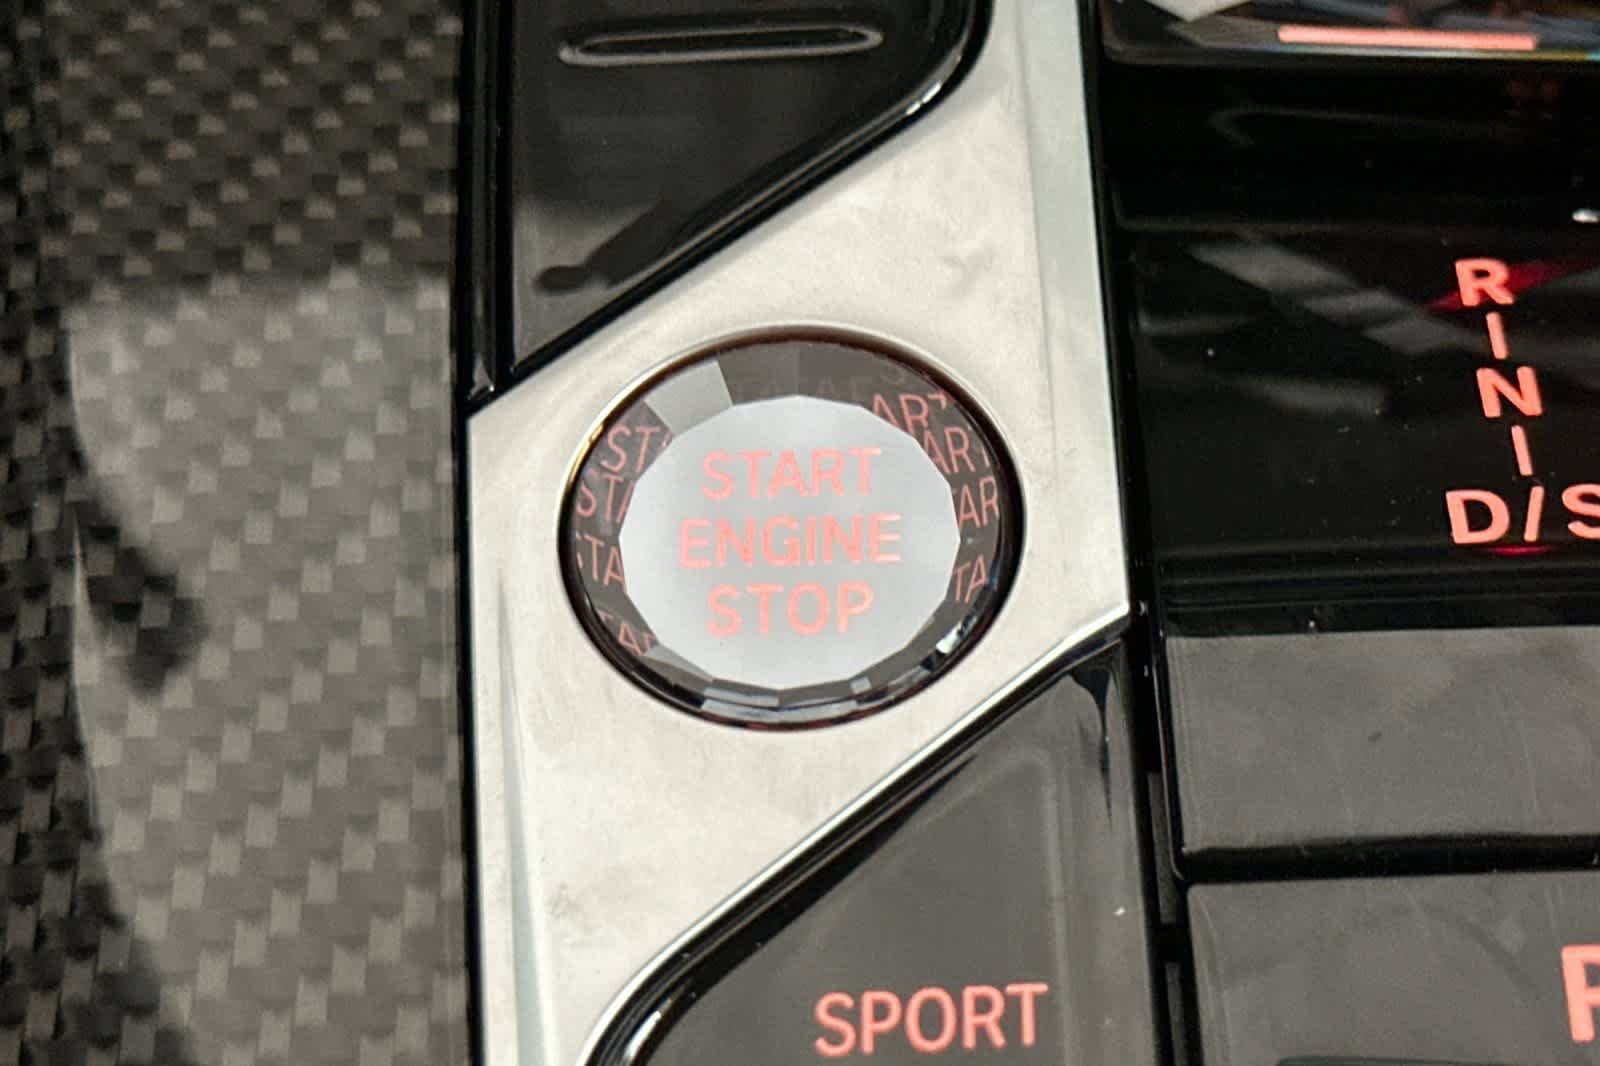 R
N
D/S
START
ENGINE
STOP
SPORT
P